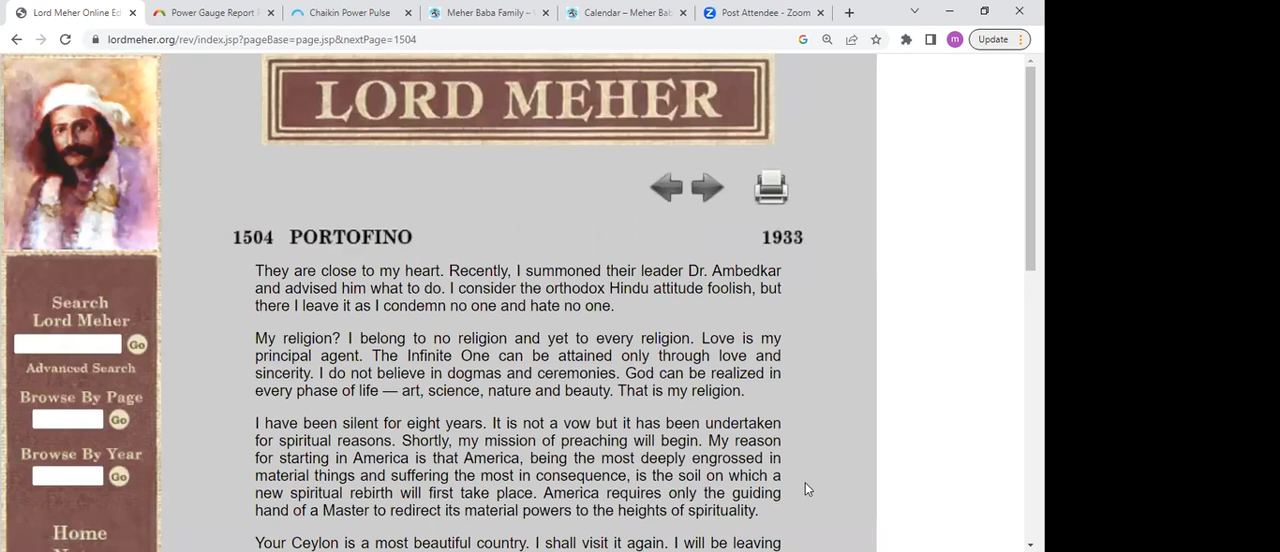 Lord Meher Online Ed
Power Gauge Report
Chaikin Power Pulse
Meher Baba Family –
Calendar – Meher Bab
Post Attendee - Zoom
lordmeher.org/rev/index.jsp?pageBase=page.jsp&nextPage=1504
m
Update
LORD MEHER
1504 PORTOFINO 1933
They are close to my heart. Recently, I summoned their leader Dr. Ambedkar
and advised him what to do. I consider the orthodox Hindu attitude foolish, but
there I leave it as I condemn no one and hate no one.
My religion? I belong to no religion and yet to every religion. Love is my
principal agent. The Infinite One can be attained only through love and
sincerity. I do not believe in dogmas and ceremonies. God can be realized in
every phase of life — art, science, nature and beauty. That is my religion.
I have been silent for eight years. It is not a vow but it has been undertaken
for spiritual reasons. Shortly, my mission of preaching will begin. My reason
for starting in America is that America, being the most deeply engrossed in
material things and suffering the most in consequence, is the soil on which a
new spiritual rebirth will first take place. America requires only the guiding
hand of a Master to redirect its material powers to the heights of spirituality.
Your Ceylon is a most beautiful country. I shall visit it again. I will be leaving
Search
Lord Meher
Go
Advanced Search
Browse By Page
Go
Browse By Year
Go
Home